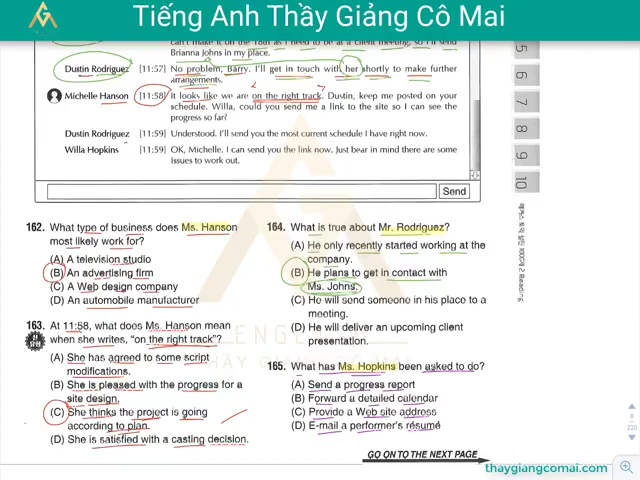 Tiếng Anh Thầy Giảng Cô Mai
can't make it on the 10th as I need to be at a client meeting, so I'll send
Brianna Johns in my place.
Dustin Rodriguez [11:57] No problem, Barry. I'll get in touch with her shortly to make further
arrangements.
Michelle Hanson [11:58] It looks like we are on the right track. Dustin, keep me posted on your
schedule. Willa, could you send me a link to the site so I can see the
progress so far?
Dustin Rodriguez [11:59] Understood. I'll send you the most current schedule I have right now.
Willa Hopkins [11:59] OK, Michelle. I can send you the link now. Just bear in mind there are some
issues to work out.
Send
162. What type of business does Ms. Hanson
most likely work for?
(A) A television studio
(B) An advertising firm
(C) A Web design company
(D) An automobile manufacturer
163. At 11:58, what does Ms. Hanson mean
when she writes, "on the right track"?
(A) She has agreed to some script
modifications.
(B) She is pleased with the progress for a
site design.
(C) She thinks the project is going
according to plan.
(D) She is satisfied with a casting decision.
164. What is true about Mr. Rodriguez?
(A) He only recently started working at the
company.
(B) He plans to get in contact with
Ms. Johns.
(C) He will send someone in his place to a
meeting.
(D) He will deliver an upcoming client
presentation.
165. What has Ms. Hopkins been asked to do?
(A) Send a progress report
(B) Forward a detailed calendar
(C) Provide a Web site address
(D) E-mail a performer's résumé
GO ON TO THE NEXT PAGE
5
6
7
8
9
10
8
220
thaygiangcomai.com